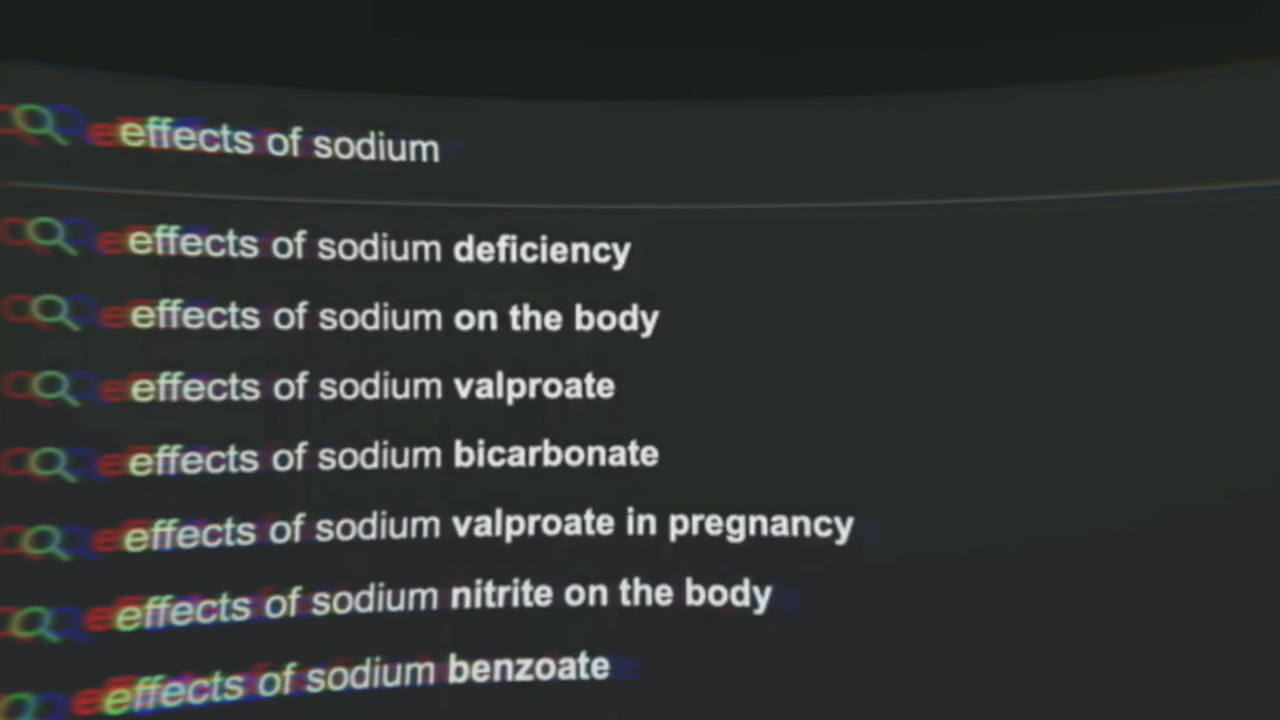 effects of sodium
effects of sodium deficiency
effects of sodium on the body
effects of sodium valproate
effects of sodium bicarbonate
effects of sodium valproate in pregnancy
effects of sodium nitrite on the body
effects of sodium benzoate